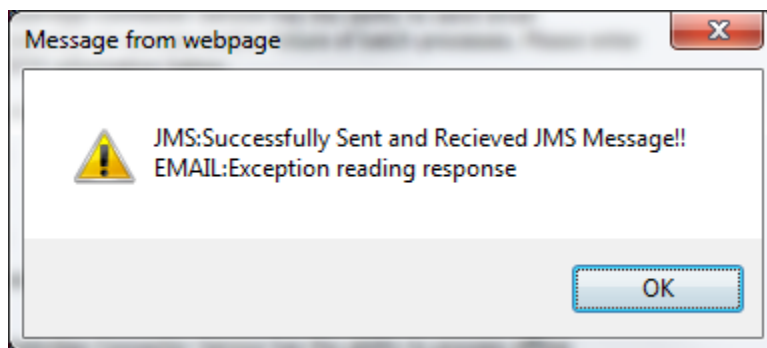 Message from webpage
JMS:Successfully Sent and Recieved JMS Message!!
EMAIL:Exception reading response
OK